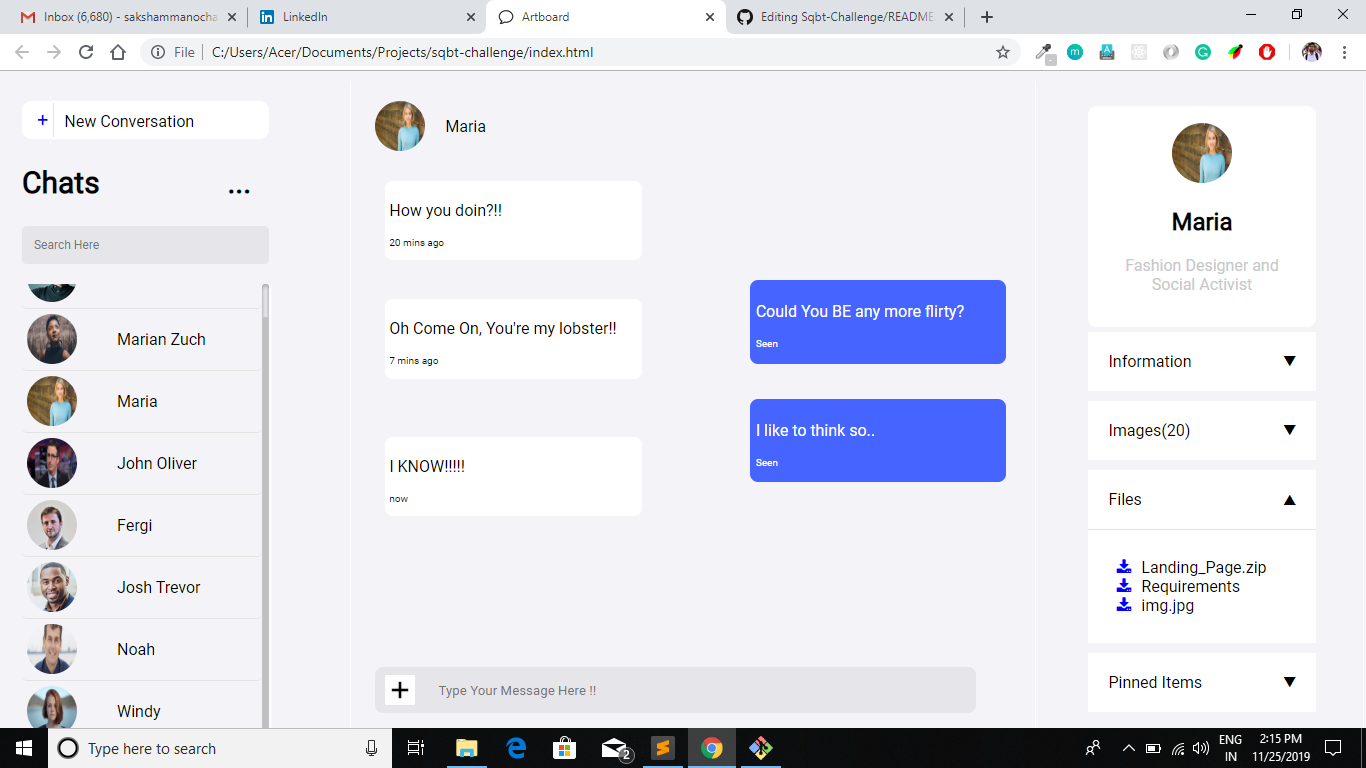 Inbox (6,680) - sakshammanocha
LinkedIn
Artboard
Editing Sqbt-Challenge/README
File
C:/Users/Acer/Documents/Projects/sqbt-challenge/index.html
+ New Conversation
Chats ...
Search Here
Marian Zuch
Maria
John Oliver
Fergi
Josh Trevor
Noah
Windy
Maria
How you doin?!!
20 mins ago
Could You BE any more flirty?
Seen
Oh Come On, You're my lobster!!
7 mins ago
I like to think so..
Seen
I KNOW!!!!!
now
Type Your Message Here !!
Maria
Fashion Designer and
Social Activist
Information
Images(20)
Files
Landing_Page.zip
Requirements
img.jpg
Pinned Items
Type here to search
2
ENG
IN
2:15 PM
11/25/2019